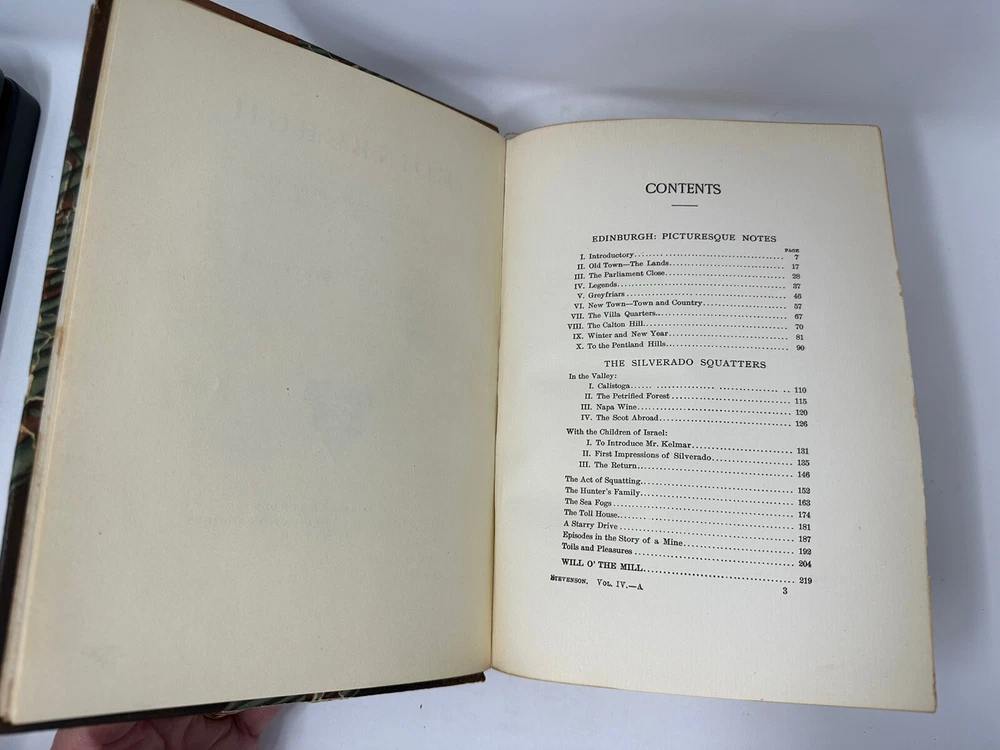 CONTENTS
EDINBURGH: PICTURESQUE NOTES
PAGE
I. Introductory 7
II. Old Town—The Lands 17
III. The Parliament Close 28
IV. Legends 37
V. Greyfriars 46
VI. New Town—Town and Country 57
VII. The Villa Quarters 67
VIII. The Calton Hill 70
IX. Winter and New Year 81
X. To the Pentland Hills 90
THE SILVERADO SQUATTERS
In the Valley:
I. Calistoga 110
II. The Petrified Forest 115
III. Napa Wine 120
IV. The Scot Abroad 126
With the Children of Israel:
I. To Introduce Mr. Kelmar 131
II. First Impressions of Silverado 135
III. The Return 146
The Act of Squatting 152
The Hunter's Family 163
The Sea Fogs 174
The Toll House 181
A Starry Drive 187
Episodes in the Story of a Mine 192
Toils and Pleasures 204
WILL O' THE MILL 219
STEVENSON. VOL. IV.—A 3